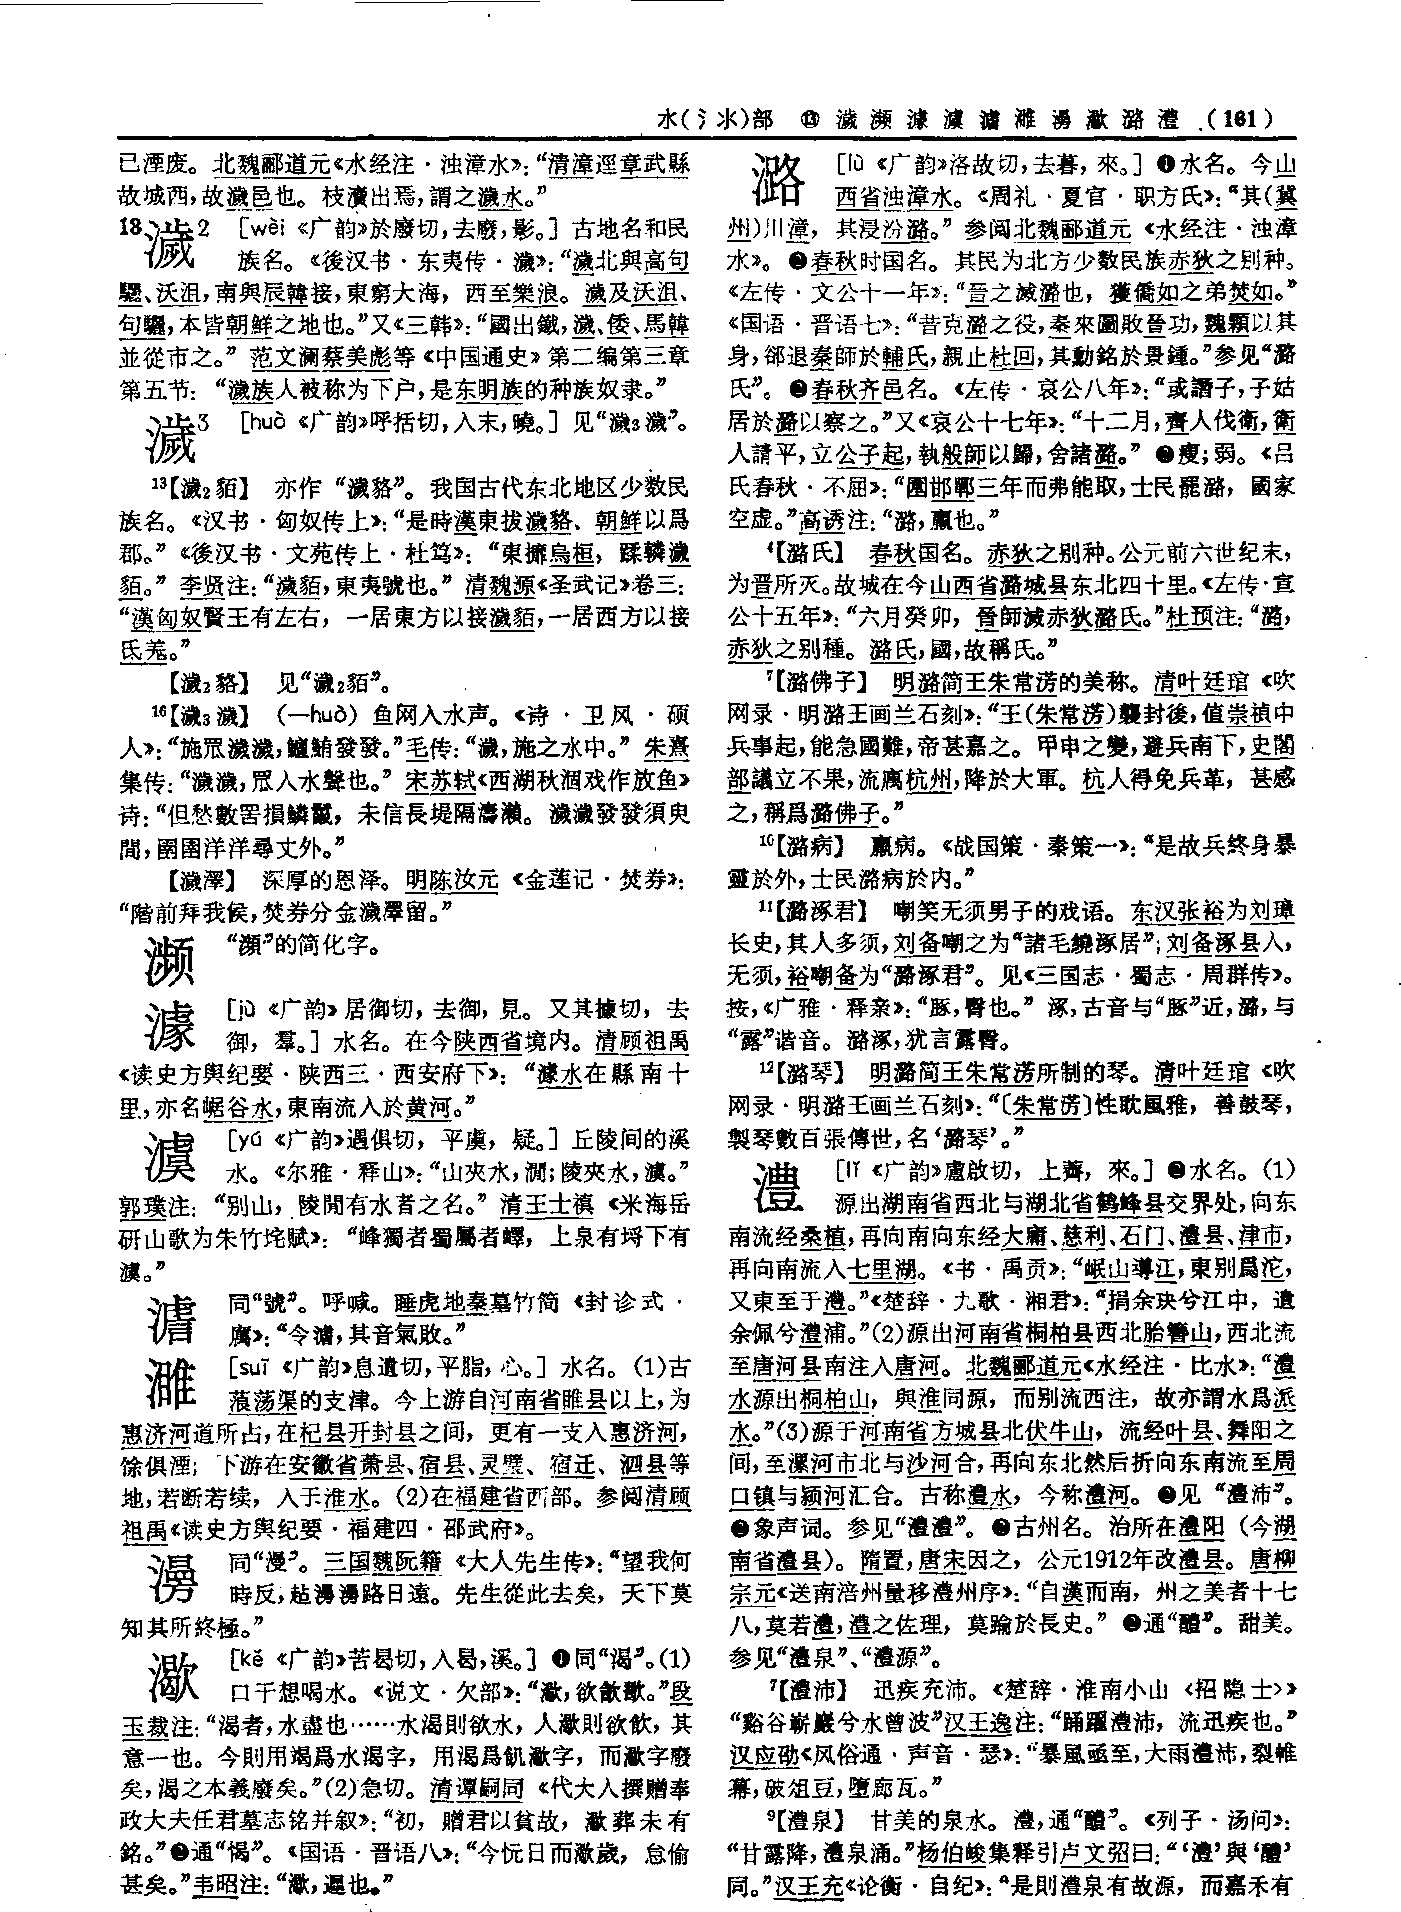 水(氵氺)部 ⑬ 濊濒澽澞滹濉漡潵潞澧 (161)
已湮废。北魏郦道元《水经注·浊漳水》:“清漳逕章武縣
故城西,故濊邑也。枝瀆出焉,謂之濊水。”
13濊2 [wèi 《广韵》於廢切,去廢,影。] 古地名和民
族名。《後汉书·东夷传·濊》:“濊北與高句
驪、沃沮,南與辰韓接,東窮大海,西至樂浪。濊及沃沮、
句驪,本皆朝鮮之地也。”又《三韩》:“國出鐵,濊、倭、馬韓
並從市之。”范文澜蔡美彪等《中国通史》第二编第三章
第五节:“濊族人被称为下户,是东明族的种族奴隶。”
濊3 [huò 《广韵》呼括切,入末,曉。] 见“濊3濊”。
13【濊2貊】 亦作“濊貉”。我国古代东北地区少数民
族名。《汉书·匈奴传上》:“是時漢東拔濊貉、朝鮮以爲
郡。”《後汉书·文苑传上·杜笃》:“東攠烏桓,蹂轔濊
貊。”李贤注:“濊貊,東夷號也。”清魏源《圣武记》卷三:
“漢匈奴賢王有左右,一居東方以接濊貊,一居西方以接
氐羌。”
【濊2貉】 见“濊2貊”。
16【濊3濊】 (—huò) 鱼网入水声。《诗·卫风·硕
人》:“施罛濊濊,鱣鮪發發。”毛传:“濊,施之水中。”朱熹
集传:“濊濊,罛入水聲也。”宋苏轼《西湖秋涸戏作放鱼》
诗:“但愁數罟損鱗鬣,未信長堤隔濤瀨。濊濊發發須臾
間,圉圉洋洋尋丈外。”
【濊澤】 深厚的恩泽。明陈汝元《金莲记·焚券》:
“階前拜我侯,焚券分金濊澤留。”
濒 “瀕”的简化字。
澽 [jù 《广韵》居御切,去御,見。又其據切,去
御,羣。] 水名。在今陕西省境内。清顾祖禹
《读史方舆纪要·陕西三·西安府下》:“澽水在縣南十
里,亦名崌谷水,東南流入於黄河。”
澞 [yú 《广韵》遇俱切,平虞,疑。] 丘陵间的溪
水。《尔雅·释山》:“山夾水,澗;陵夾水,澞。”
郭璞注:“别山,陵閒有水者之名。”清王士禛《米海岳
研山歌为朱竹垞赋》:“峰獨者蜀屬者嶧,上泉有埒下有
澞。”
同“號”。呼喊。睡虎地秦墓竹简《封诊式·
癘》:“令澔,其音氣敗。”
濉 [suī 《广韵》息遺切,平脂,心。] 水名。(1)古
蒗荡渠的支津。今上游自河南省睢县以上,为
惠济河道所占,在杞县开封县之间,更有一支入惠济河,
馀俱湮;下游在安徽省萧县、宿县、灵璧、宿迁、泗县等
地,若断若续,入于淮水。(2)在福建省西部。参阅清顾
祖禹《读史方舆纪要·福建四·邵武府》。
同“漫”。三国魏阮籍《大人先生传》:“望我何
時反,超漫漫路日遠。先生從此去矣,天下莫
知其所終極。”
潵 [kě 《广韵》苦曷切,入曷,溪。] ❶同“渴”。(1)
口干想喝水。《说文·欠部》:“潵,欲歠歠。”段
玉裁注:“渴者,水盡也……水渴則欲水,人潵則欲飲,其
意一也。今則用竭爲水渴字,用渴爲飢潵字,而潵字廢
矣,渴之本義廢矣。”(2)急切。清谭嗣同《代大人撰赠奉
政大夫任君墓志铭并叙》:“初,贈君以貧故,潵葬未有
銘。”❷通“愒”。《国语·晋语八》:“今忨日而潵歲,怠偷
甚矣。”韦昭注:“潵,遲也。”
潞 [lù 《广韵》洛故切,去暮,來。] ❶水名。今山
西省浊漳水。《周礼·夏官·职方氏》:“其(冀
州)川漳,其浸汾潞。”参阅北魏郦道元《水经注·浊漳
水》。❷春秋时国名。其民为北方少数民族赤狄之别种。
《左传·文公十一年》:“晋之滅潞也,獲僑如之弟焚如。”
《国语·晋语七》:“昔克潞之役,秦來圖敗晉功,魏顆以其
身,卻退秦師於輔氏,親止杜回,其勳銘於景鍾。”参见“潞
氏”。❸春秋齐邑名。《左传·哀公八年》:“或譖子,子姑
居於潞以察之。”又《哀公十七年》:“十二月,齊人伐衛,衛
人請平,立公子起,執般師以歸,舍諸潞。”❹瘦;弱。《吕
氏春秋·不屈》:“圍邯鄲三年而弗能取,士民罷潞,國家
空虚。”高诱注:“潞,羸也。”
4【潞氏】 春秋国名。赤狄之别种。公元前六世纪末,
为晋所灭。故城在今山西省潞城县东北四十里。《左传·宣
公十五年》:“六月癸卯,晉師滅赤狄潞氏。”杜预注:“潞,
赤狄之别種。潞氏,國,故稱氏。”
7【潞佛子】 明潞简王朱常淓的美称。清叶廷琯《吹
网录·明潞王画兰石刻》:“王(朱常淓)襲封後,值崇禎中
兵事起,能急國難,帝甚嘉之。甲申之變,避兵南下,史閣
部議立不果,流寓杭州,降於大軍。杭人得免兵革,甚感
之,稱爲潞佛子。”
10【潞病】 羸病。《战国策·秦策一》:“是故兵終身暴
靈於外,士民潞病於内。”
11【潞涿君】 嘲笑无须男子的戏语。东汉张裕为刘璋
长史,其人多须,刘备嘲之为“諸毛繞涿居”;刘备涿县人,
无须,裕嘲备为“潞涿君”。见《三国志·蜀志·周群传》。
按,《广雅·释亲》:“豚,臀也。”涿,古音与“豚”近,潞,与
“露”谐音。潞涿,犹言露臀。
12【潞琴】 明潞简王朱常淓所制的琴。清叶廷琯《吹
网录·明潞王画兰石刻》:“〔朱常淓〕性耽風雅,善鼓琴,
製琴數百張傳世,名‘潞琴’。”
澧 [lǐ 《广韵》盧啟切,上薺,來。] ❶水名。(1)
源出湖南省西北与湖北省鹤峰县交界处,向东
南流经桑植,再向南向东经大庸、慈利、石门、澧县、津市,
再向南流入七里湖。《书·禹贡》:“岷山導江,東别爲沱,
又東至于澧。”《楚辞·九歌·湘君》:“捐余玦兮江中,遺
余佩兮澧浦。”(2)源出河南省桐柏县西北胎簪山,西北流
至唐河县南注入唐河。北魏郦道元《水经注·比水》:“澧
水源出桐柏山,與淮同源,而别流西注,故亦謂水爲派
水。”(3)源于河南省方城县北伏牛山,流经叶县、舞阳之
间,至漯河市北与沙河合,再向东北然后折向东南流至周
口镇与颍河汇合。古称澧水,今称澧河。❷见“澧沛”。
❸象声词。参见“澧澧”。❹古州名。治所在澧阳(今湖
南省澧县)。隋置,唐宋因之,公元1912年改澧县。唐柳
宗元《送南涪州量移澧州序》:“自漢而南,州之美者十七
八,莫若澧,澧之佐理,莫踰於長史。”❺通“醴”。甜美。
参见“澧泉”、“澧源”。
7【澧沛】 迅疾充沛。《楚辞·淮南小山〈招隐士〉》
“谿谷嶄巖兮水曾波”汉王逸注:“踊躍澧沛,流迅疾也。”
汉应劭《风俗通·声音·瑟》:“暴風亟至,大雨澧沛,裂帷
幕,破俎豆,墮廊瓦。”
9【澧泉】 甘美的泉水。澧,通“醴”。《列子·汤问》:
“甘露降,澧泉涌。”杨伯峻集释引卢文弨曰:“‘澧’與‘醴’
同。”汉王充《论衡·自纪》:“是則澧泉有故源,而嘉禾有